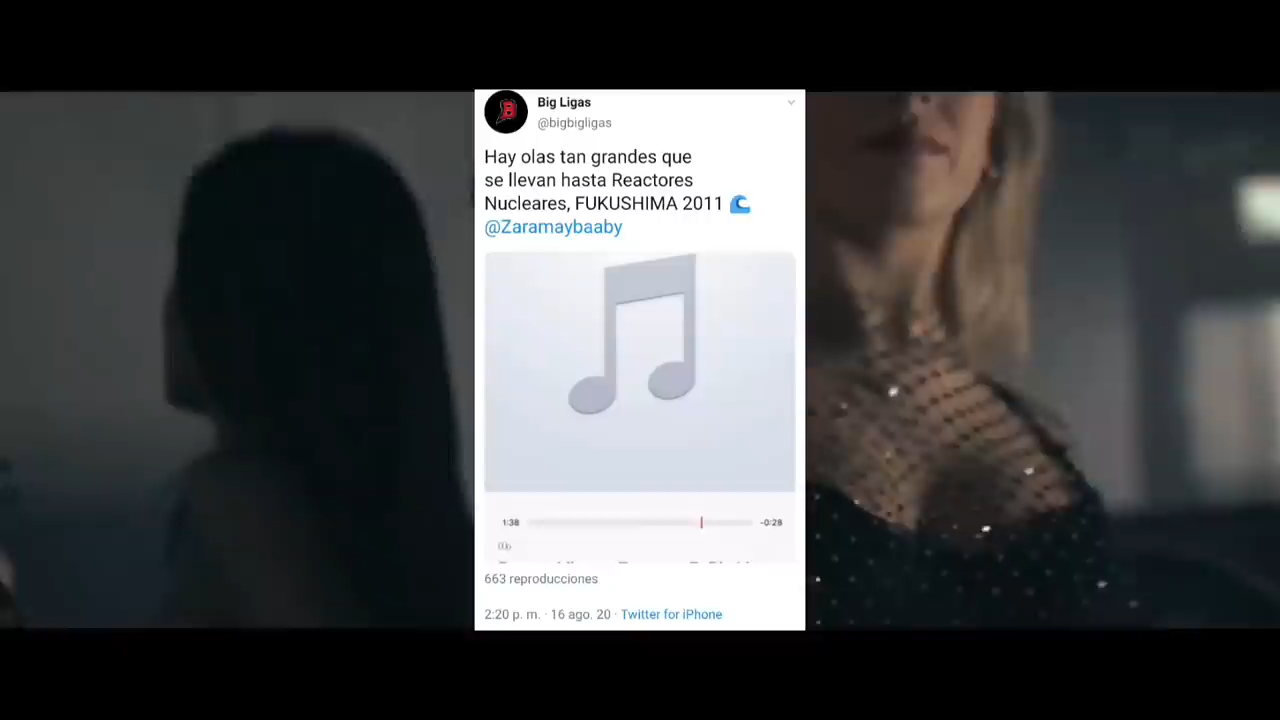 B
Big Ligas
@bigbigligas
Hay olas tan grandes que
se llevan hasta Reactores
Nucleares, FUKUSHIMA 2011 🌊
@Zaramaybaaby
1:38
-0:28
663 reproducciones
2:20 p. m. · 16 ago. 20 · Twitter for iPhone